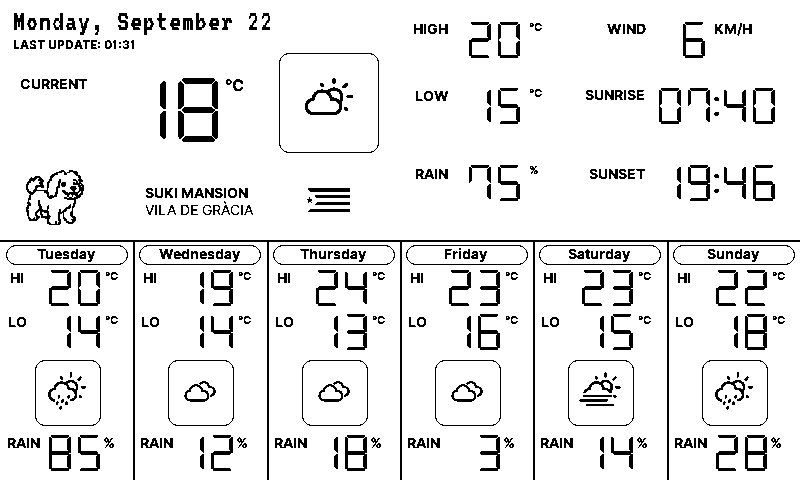 Monday, September 22
LAST UPDATE: 01:31
CURRENT 18 °C
SUKI MANSION
VILA DE GRÀCIA
HIGH 20 °C
LOW 15 °C
RAIN 75 %
WIND 6 KM/H
SUNRISE 07:40
SUNSET 19:46
Tuesday
HI 20 °C
LO 14 °C
RAIN 85 %
Wednesday
HI 19 °C
LO 14 °C
RAIN 12 %
Thursday
HI 24 °C
LO 13 °C
RAIN 18 %
Friday
HI 23 °C
LO 16 °C
RAIN 3 %
Saturday
HI 23 °C
LO 15 °C
RAIN 14 %
Sunday
HI 22 °C
LO 18 °C
RAIN 28 %